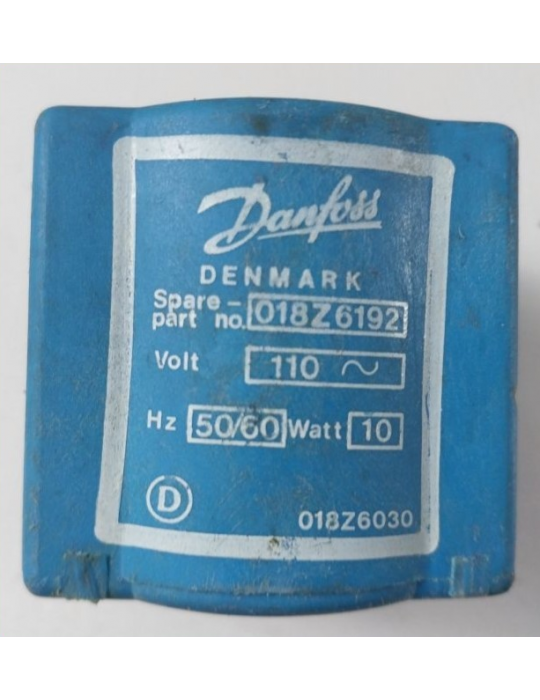 Danfoss
DENMARK
Spare-
part no. 018Z6192
Volt 110 ~
Hz 50/60 Watt 10
D
018Z6030